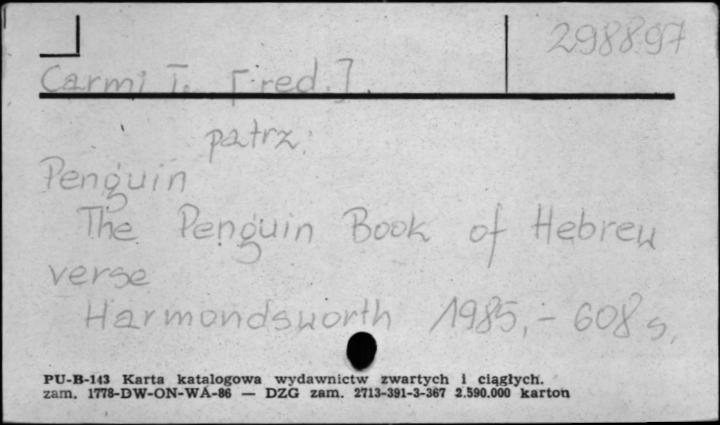 298897
Carmi T. [red.].
patrz:
Penguin
The Penguin Book of Hebrew
verse
Harmondsworth 1985,- 608 s.
PU-B-143 Karta katalogowa wydawnictw zwartych i ciągłych.
zam. 1778-DW-ON-WA-86 — DZG zam. 2713-391-3-367 2.590.000 karton